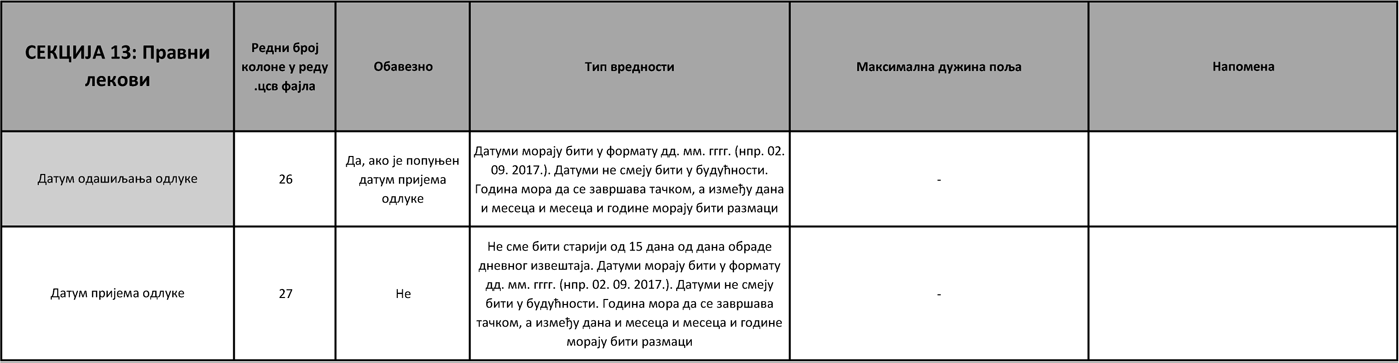 СЕКЦИЈА 13: Правни
лекови
Редни број
колоне у реду
.цсв фајла
Обавезно
Тип вредности
Максимална дужина поља
Напомена
Датум одашиљања одлуке
26
Да, ако је попуњен
датум пријема
одлуке
Датуми морају бити у формату дд. мм. гггг. (нпр. 02.
09. 2017.). Датуми не смеју бити у будућности.
Година мора да се завршава тачком, а између дана
и месеца и месеца и године морају бити размаци
-
Датум пријема одлуке
27
Не
Не сме бити старији од 15 дана од дана обраде
дневног извештаја. Датуми морају бити у формату
дд. мм. гггг. (нпр. 02. 09. 2017.). Датуми не смеју
бити у будућности. Година мора да се завршава
тачком, а између дана и месеца и месеца и године
морају бити размаци
-